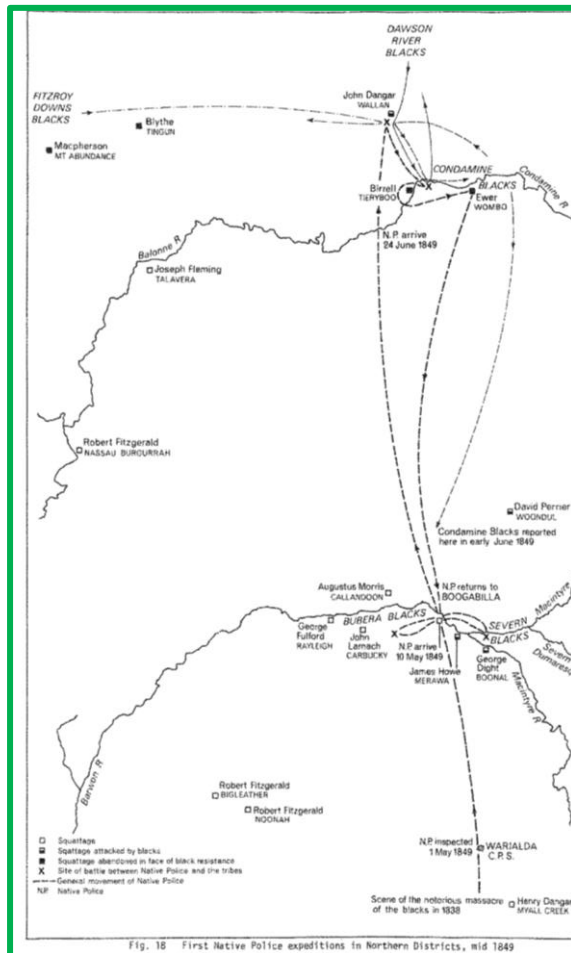 DAWSON
RIVER
BLACKS
John Dangar
WALLAN
FITZROY
DOWNS
BLACKS
Blythe
TINGUN
Macpherson
MT ABUNDANCE
CONDAMINE
BLACKS
Condamine R
Birrell
TIERYBOO
Ewer
WOMBO
N.P. arrive
24 June 1849
Balonne R
Joseph Fleming
TALAVERA
Robert Fitzgerald
NASSAU BUROURRAH
David Perrier
WOONDUL
Condamine Blacks reported
here in early June 1849
Augustus Morris
CALLANDOON
N.P. returns to
BOOGABILLA
Macintyre
BUBERA BLACKS
SEVERN
BLACKS
Severn
Dumaresq
George
Fulford
RAYLEIGH
John
Larnach
CARBUCKY
N.P. arrive
10 May 1849
James Howe
MERAWA
George
Dight
BOONAL
Macintyre R
Barwon R
Robert Fitzgerald
BIGLEATHER
Robert Fitzgerald
NOONAH
Squattage
Sqattage attacked by blacks
Squattage abandoned in face of black resistance
X Site of battle between Native Police and the tribes
General movement of Native Police
N.P. Native Police
N.P. inspected
1 May 1849
WARIALDA
C.P.S.
Scene of the notorious massacre
of the blacks in 1838
Henry Dangar
MYALL CREEK
Fig. 18 First Native Police expeditions in Northern Districts, mid 1849